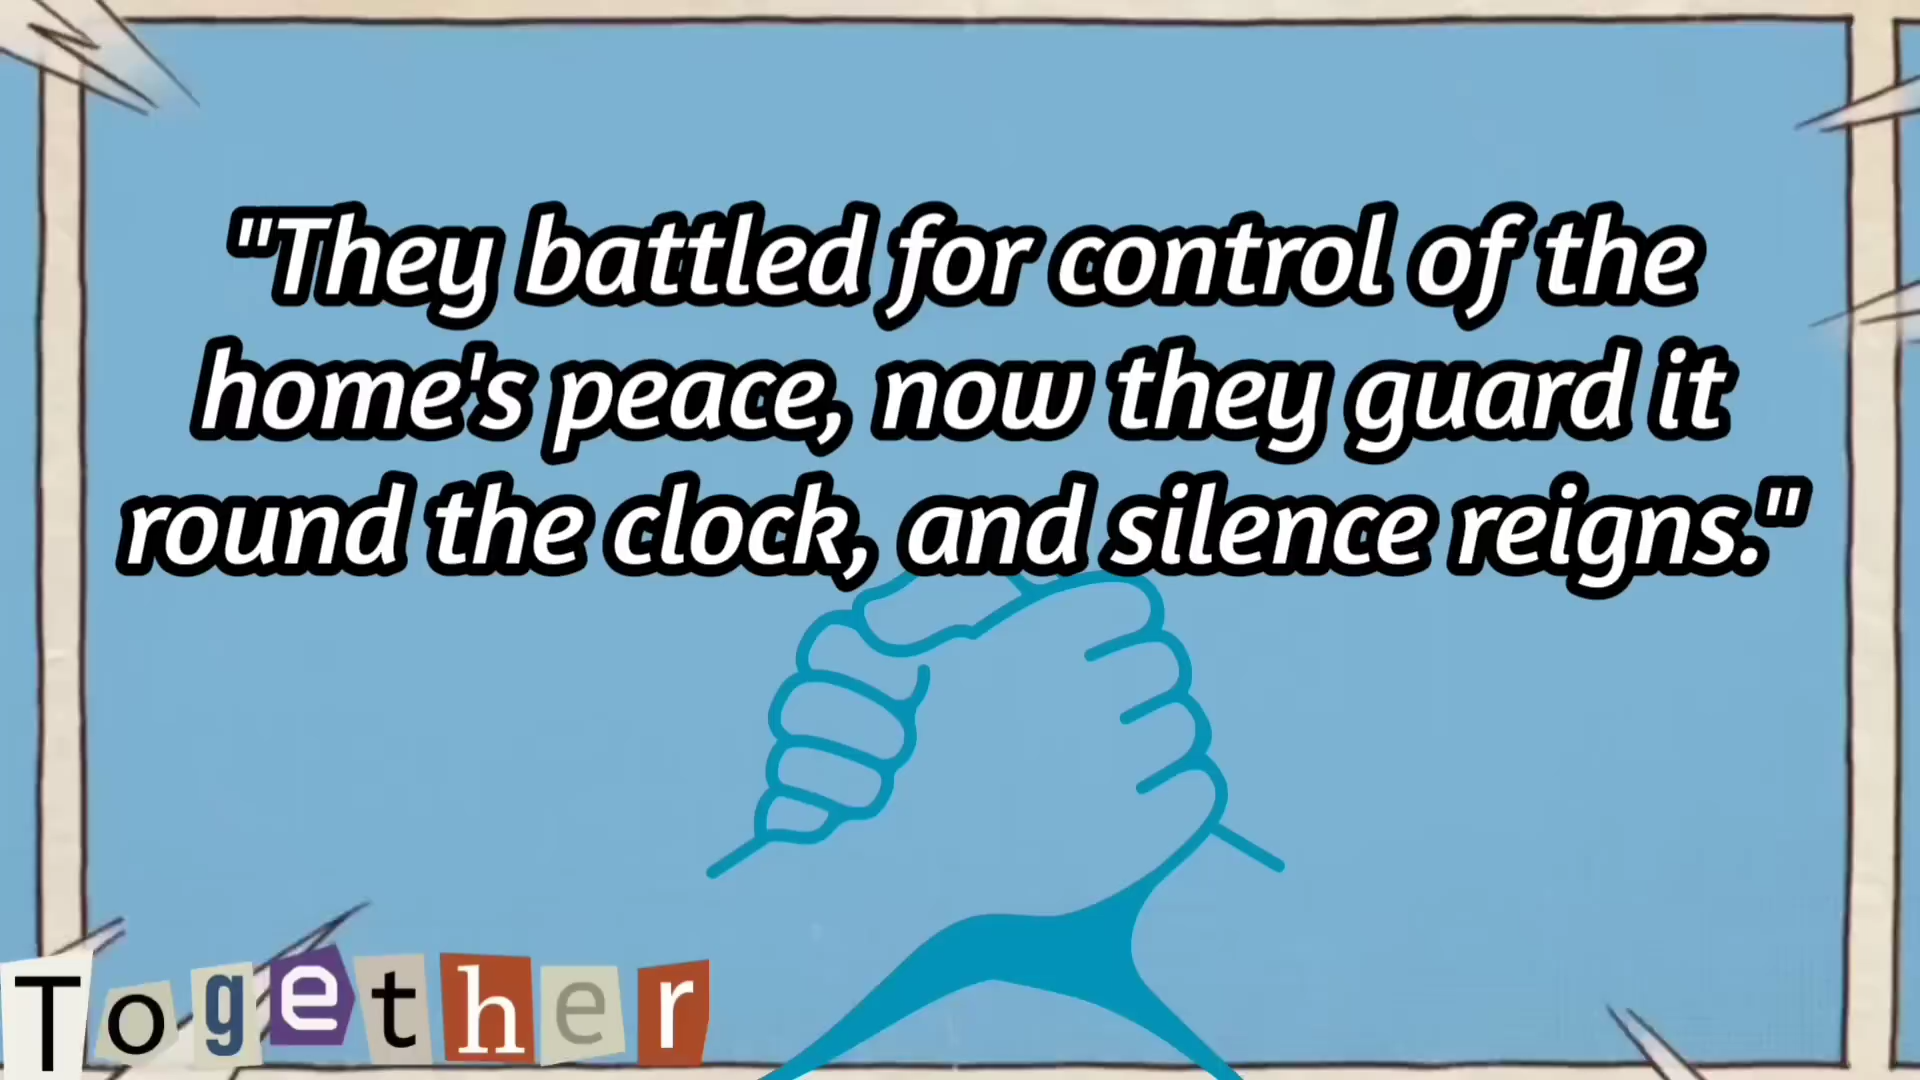 "They battled for control of the
home's peace, now they guard it
round the clock, and silence reigns."
Together